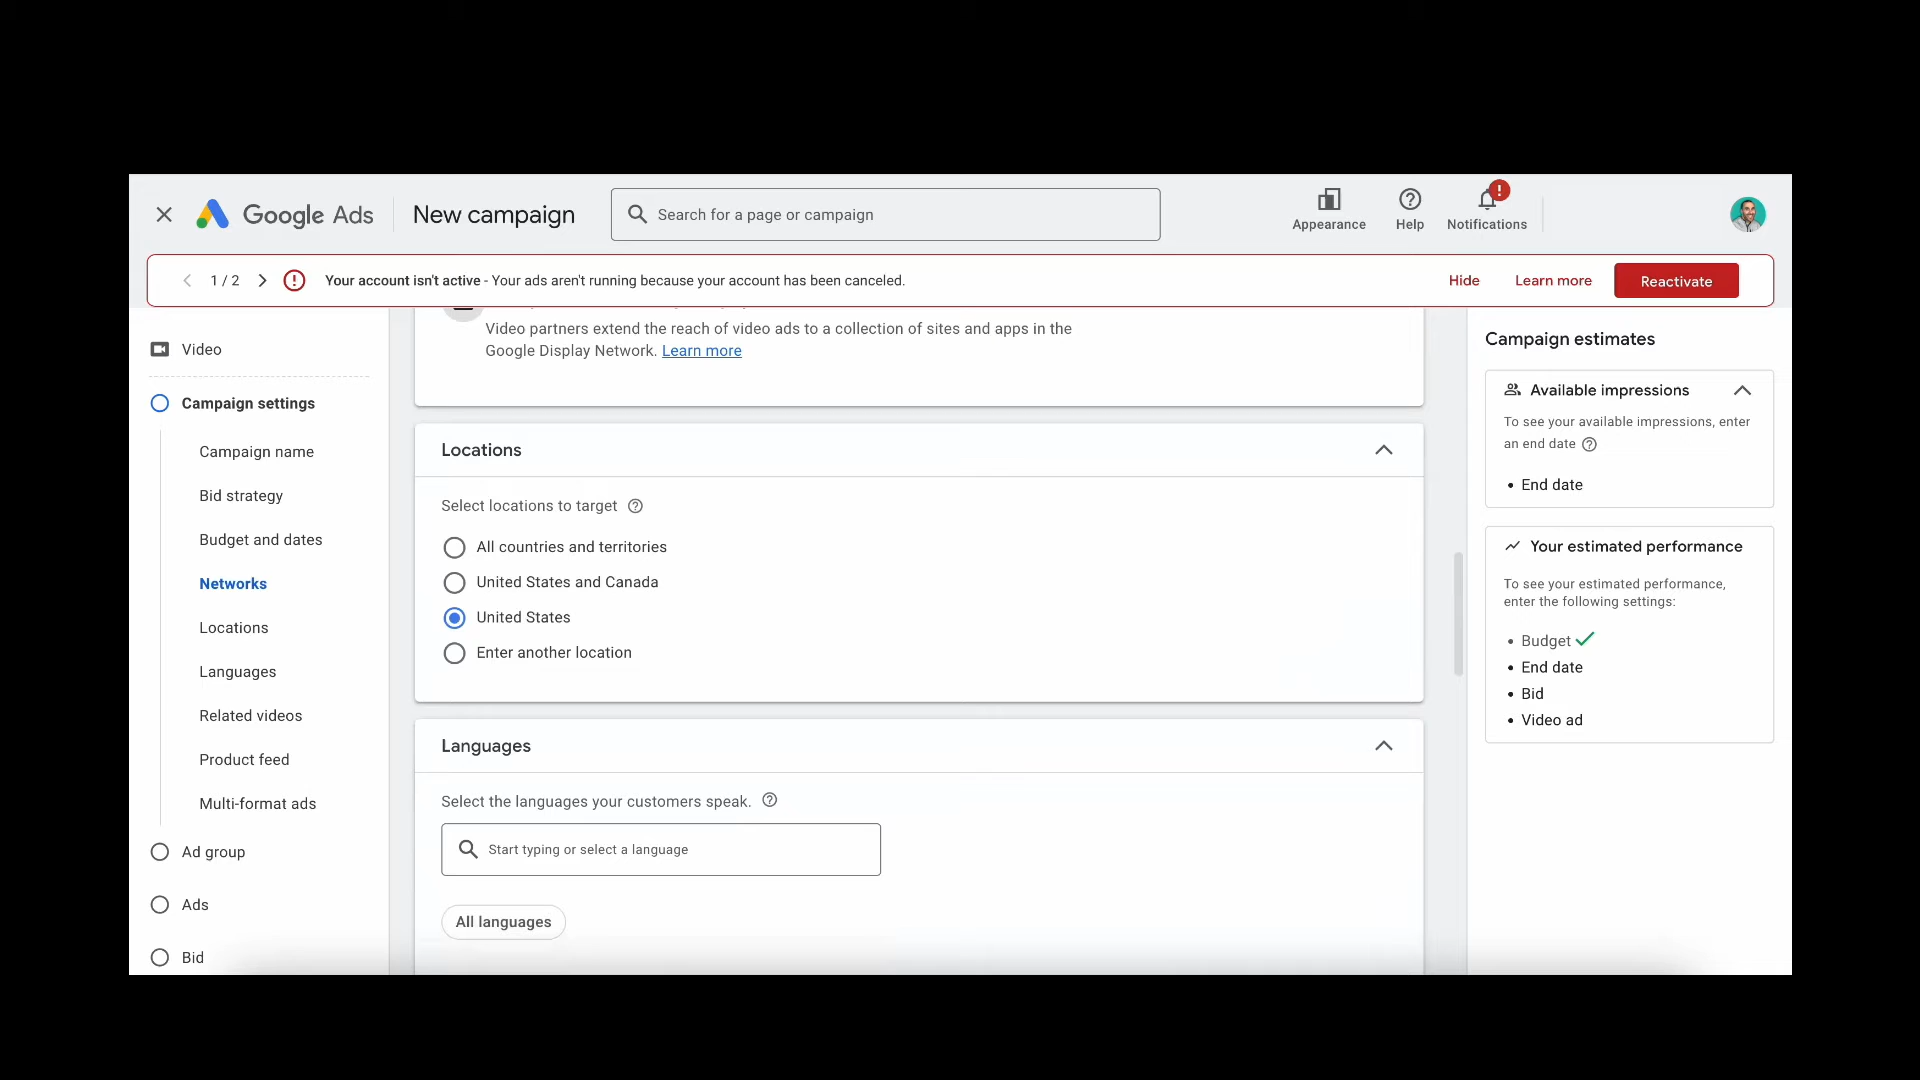 Google Ads
New campaign
Search for a page or campaign
Appearance
Help
!
Notifications
1 / 2
Your account isn't active - Your ads aren't running because your account has been canceled.
Hide
Learn more
Reactivate
Video
Campaign settings
Campaign name
Bid strategy
Budget and dates
Networks
Locations
Languages
Related videos
Product feed
Multi-format ads
Ad group
Ads
Bid
Video partners extend the reach of video ads to a collection of sites and apps in the
Google Display Network. Learn more
Locations
Select locations to target
All countries and territories
United States and Canada
United States
Enter another location
Languages
Select the languages your customers speak.
Start typing or select a language
All languages
Campaign estimates
Available impressions
To see your available impressions, enter
an end date
• End date
Your estimated performance
To see your estimated performance,
enter the following settings:
• Budget
• End date
• Bid
• Video ad